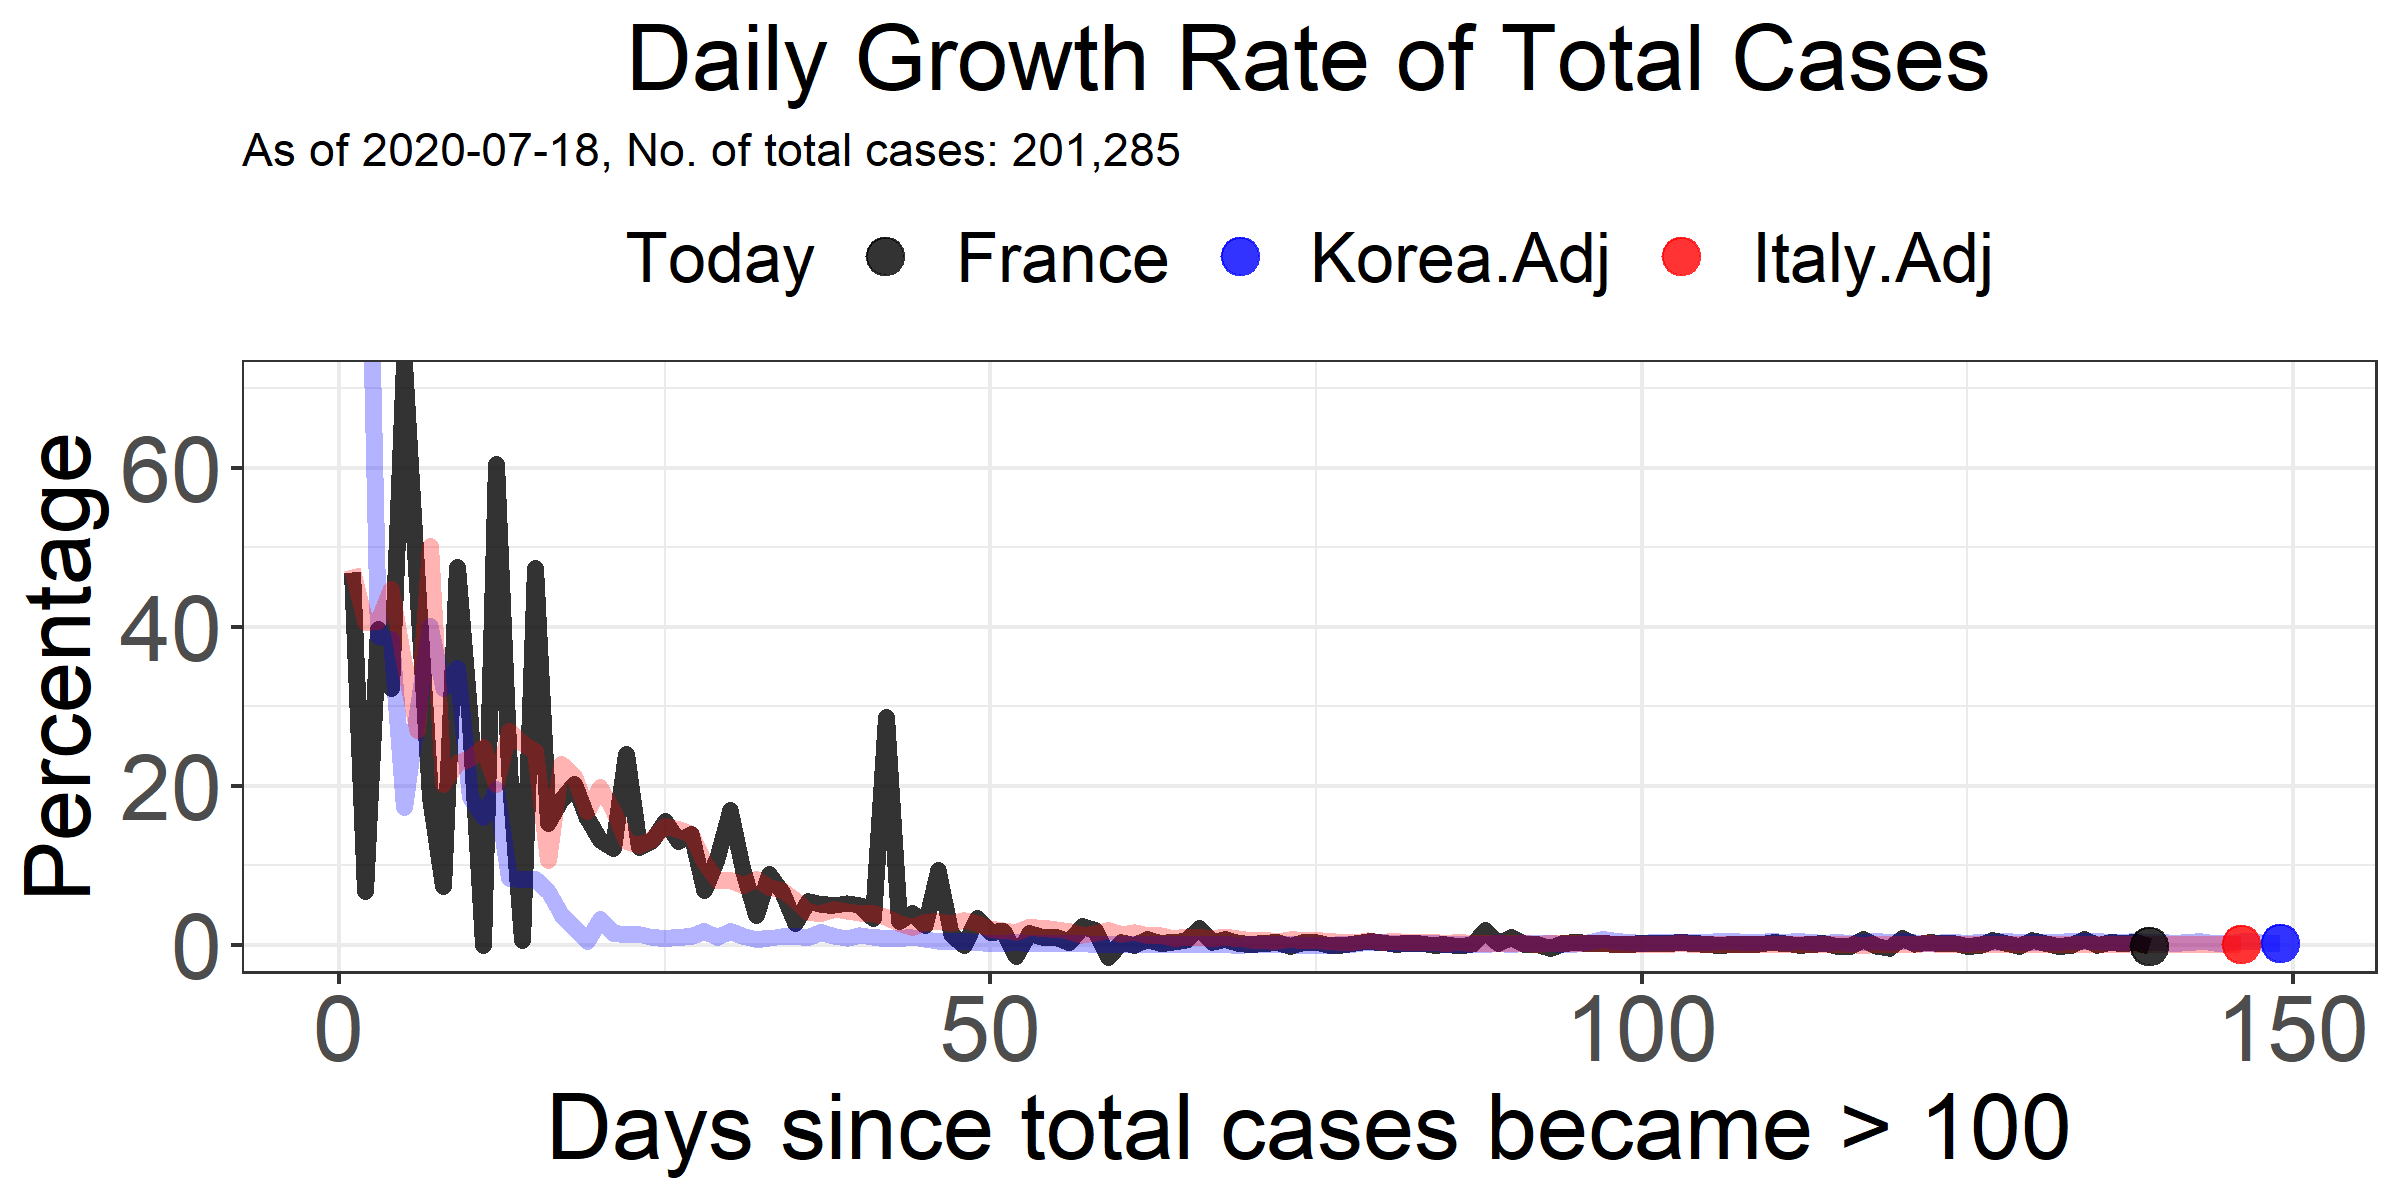 Daily Growth Rate of Total Cases
As of 2020-07-18, No. of total cases: 201,285
Today France Korea.Adj Italy.Adj
Percentage
60
40
20
0
0 50 100 150
Days since total cases became > 100